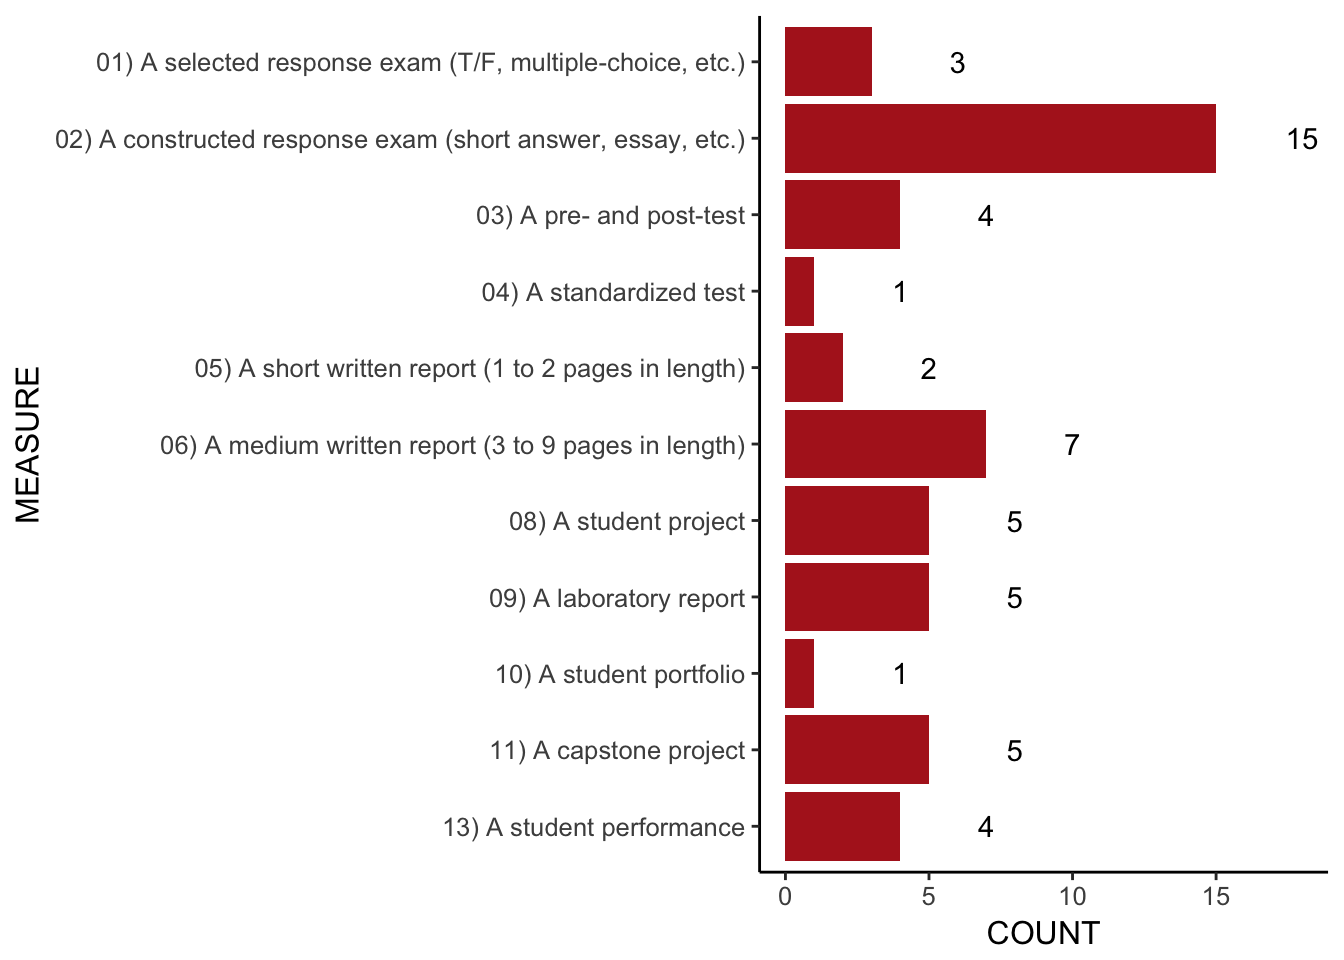 MEASURE
01) A selected response exam (T/F, multiple-choice, etc.) 3
02) A constructed response exam (short answer, essay, etc.) 15
03) A pre- and post-test 4
04) A standardized test 1
05) A short written report (1 to 2 pages in length) 2
06) A medium written report (3 to 9 pages in length) 7
08) A student project 5
09) A laboratory report 5
10) A student portfolio 1
11) A capstone project 5
13) A student performance 4
0 5 10 15
COUNT